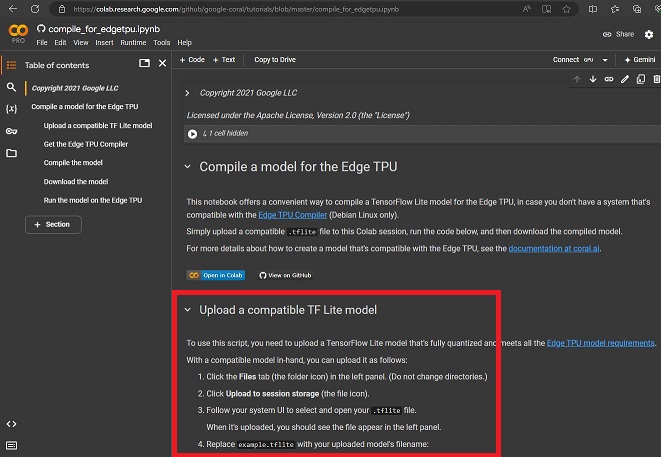 https://colab.research.google.com/github/google-coral/tutorials/blob/master/compile_for_edgetpu.ipynb
CO
PRO
compile_for_edgetpu.ipynb
File Edit View Insert Runtime Tools Help
Share
Table of contents
+ Code + Text Copy to Drive
Connect GPU Gemini
Copyright 2021 Google LLC
Compile a model for the Edge TPU
Upload a compatible TF Lite model
Get the Edge TPU Compiler
Compile the model
Download the model
Run the model on the Edge TPU
+ Section
{x}
Copyright 2021 Google LLC
Licensed under the Apache License, Version 2.0 (the "License")
↳ 1 cell hidden
Compile a model for the Edge TPU
This notebook offers a convenient way to compile a TensorFlow Lite model for the Edge TPU, in case you don't have a system that's
compatible with the Edge TPU Compiler (Debian Linux only).
Simply upload a compatible .tflite file to this Colab session, run the code below, and then download the compiled model.
For more details about how to create a model that's compatible with the Edge TPU, see the documentation at coral.ai.
Open in Colab View on GitHub
Upload a compatible TF Lite model
To use this script, you need to upload a TensorFlow Lite model that's fully quantized and meets all the Edge TPU model requirements.
With a compatible model in-hand, you can upload it as follows:
1. Click the Files tab (the folder icon) in the left panel. (Do not change directories.)
2. Click Upload to session storage (the file icon).
3. Follow your system UI to select and open your .tflite file.
When it's uploaded, you should see the file appear in the left panel.
4. Replace example.tflite with your uploaded model's filename: